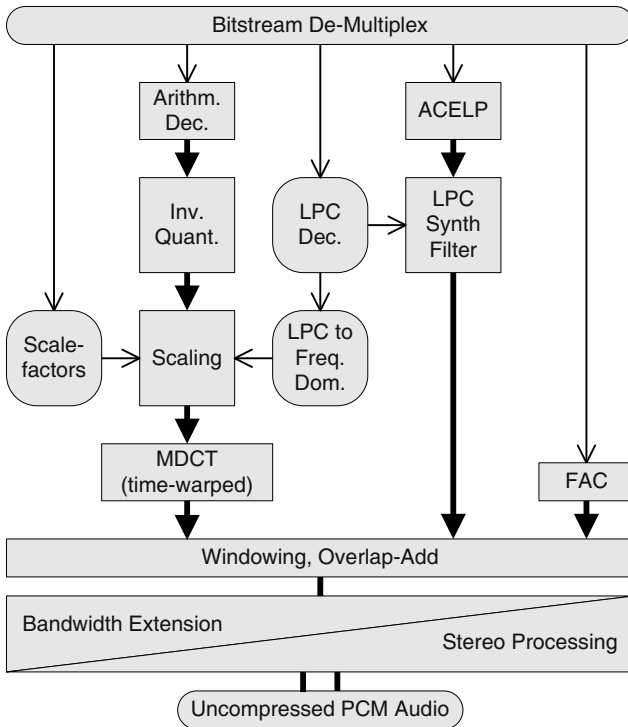 Bitstream De-Multiplex
Arithm.
Dec.
ACELP
Inv.
Quant.
LPC
Dec.
LPC
Synth
Filter
Scale-
factors
Scaling
LPC to
Freq.
Dom.
MDCT
(time-warped)
FAC
Windowing, Overlap-Add
Bandwidth Extension
Stereo Processing
Uncompressed PCM Audio